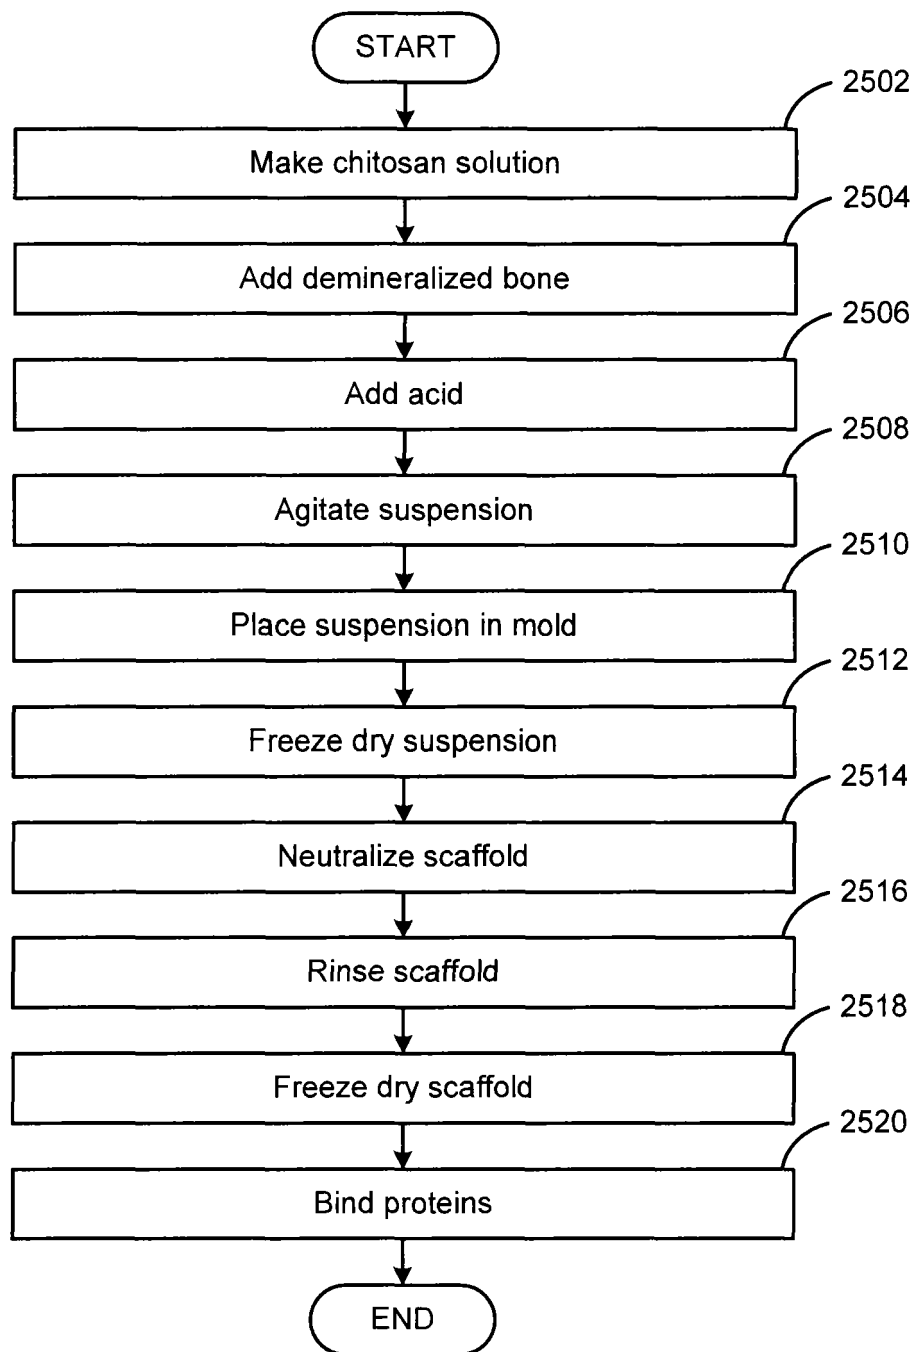 START
2502
Make chitosan solution
2504
Add demineralized bone
2506
Add acid
2508
Agitate suspension
2510
Place suspension in mold
2512
Freeze dry suspension
2514
Neutralize scaffold
2516
Rinse scaffold
2518
Freeze dry scaffold
2520
Bind proteins
END